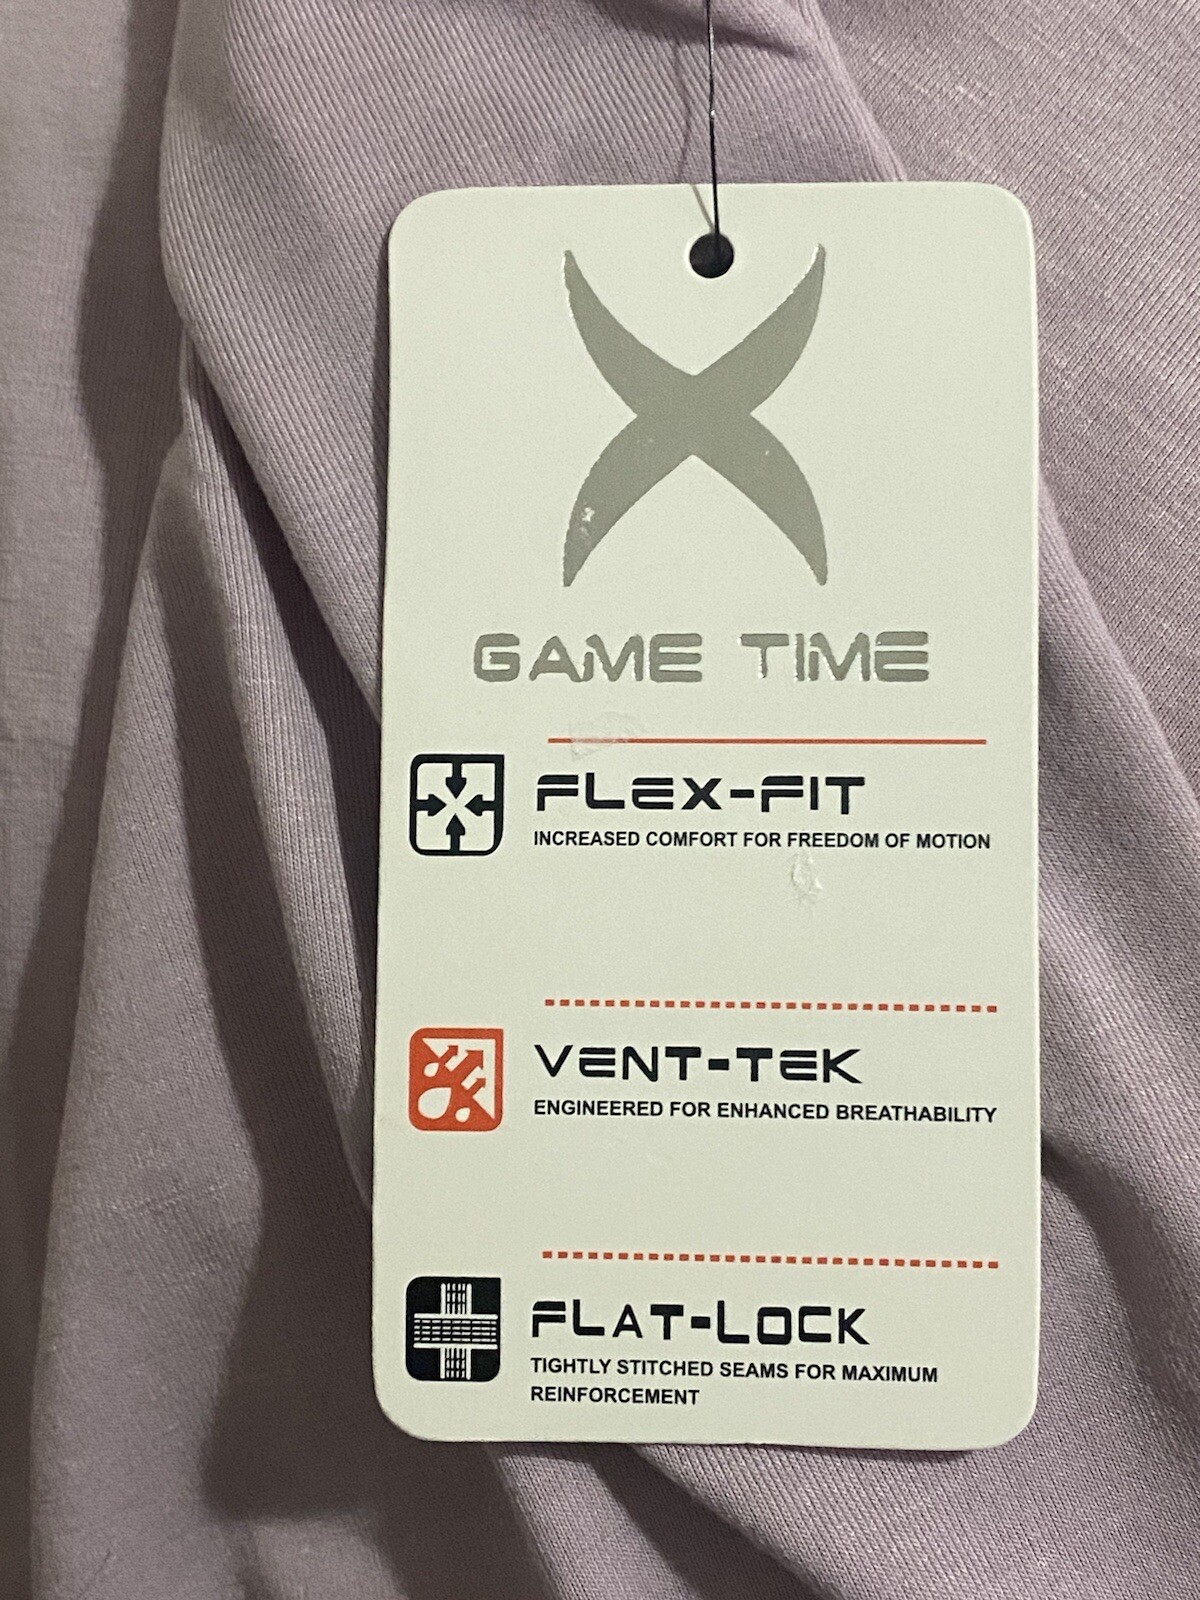 GAME TIME
FLEX-FIT
INCREASED COMFORT FOR FREEDOM OF MOTION
VENT-TEK
ENGINEERED FOR ENHANCED BREATHABILITY
FLAT-LOCK
TIGHTLY STITCHED SEAMS FOR MAXIMUM
REINFORCEMENT